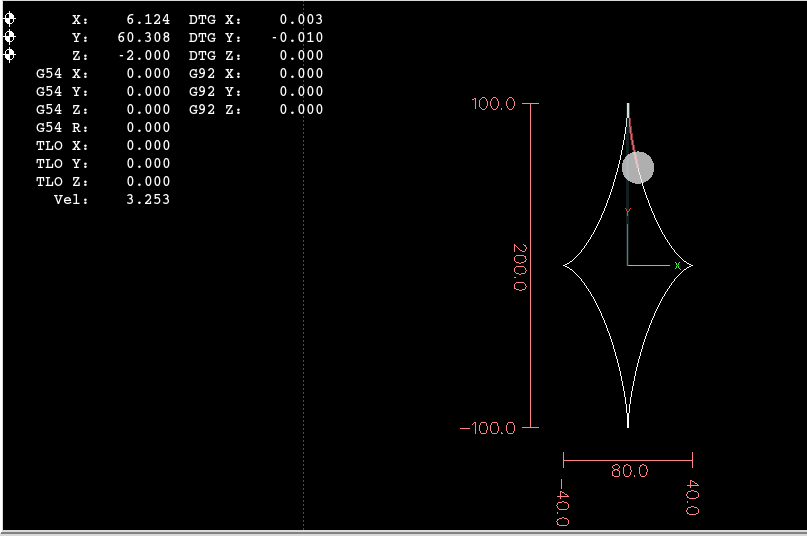 X: 6.124 DTG X: 0.003
Y: 60.308 DTG Y: -0.010
Z: -2.000 DTG Z: 0.000
G54 X: 0.000 G92 X: 0.000
G54 Y: 0.000 G92 Y: 0.000
G54 Z: 0.000 G92 Z: 0.000
G54 R: 0.000
TLO X: 0.000
TLO Y: 0.000
TLO Z: 0.000
Vel: 3.253
100.0
200.0
-100.0
Y
X
80.0
-40.0
40.0